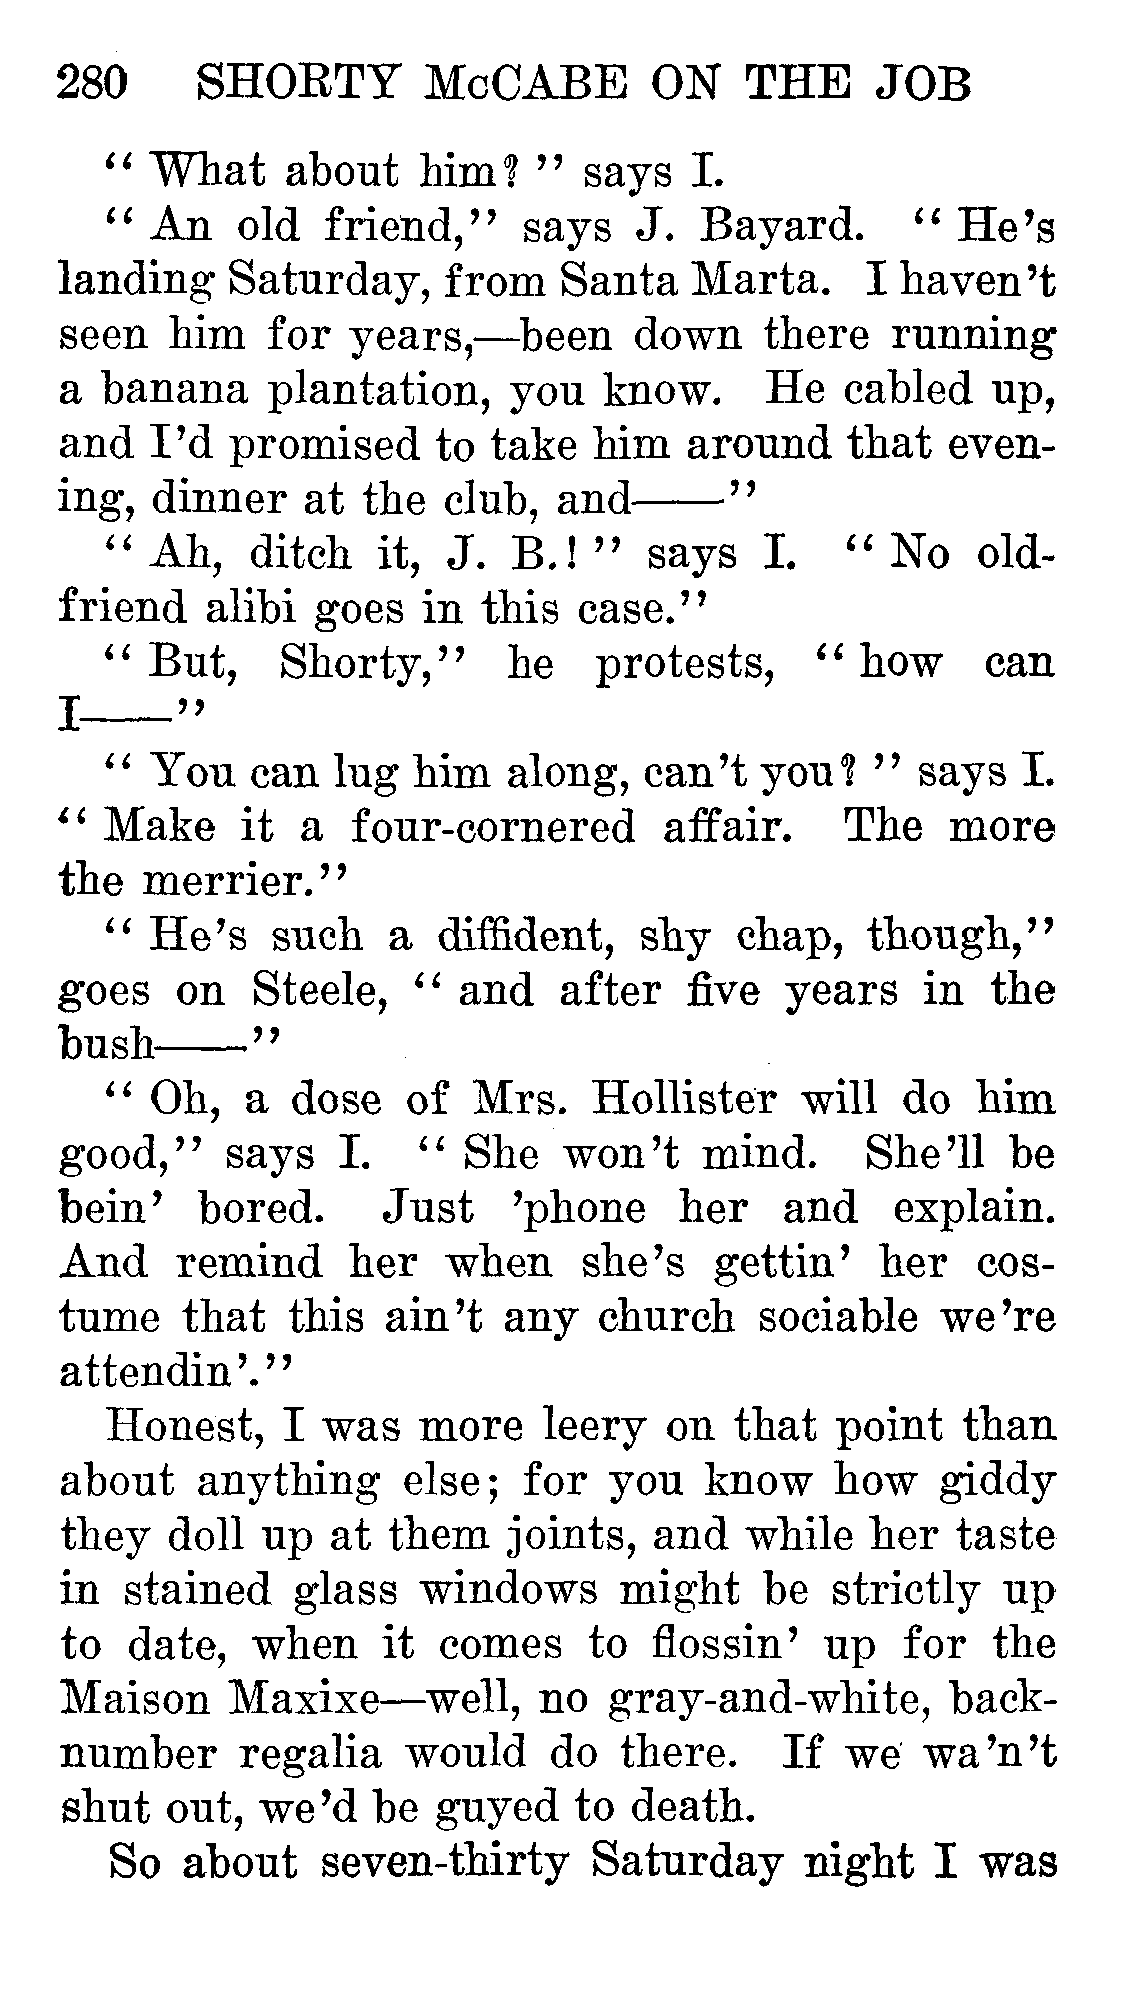 280 SHORTY McCABE ON THE JOB
“ What about him? ” says I.
“ An old friend,” says J. Bayard. “ He’s
landing Saturday, from Santa Marta. I haven’t
seen him for years,—been down there running
a banana plantation, you know. He cabled up,
and I’d promised to take him around that even-
ing, dinner at the club, and——”
“ Ah, ditch it, J. B.! ” says I. “ No old-
friend alibi goes in this case.”
“ But, Shorty,” he protests, “ how can
I——”
“ You can lug him along, can’t you? ” says I.
“ Make it a four-cornered affair. The more
the merrier.”
“ He’s such a diffident, shy chap, though,”
goes on Steele, “ and after five years in the
bush——”
“ Oh, a dose of Mrs. Hollister will do him
good,” says I. “ She won’t mind. She’ll be
bein’ bored. Just ’phone her and explain.
And remind her when she’s gettin’ her cos-
tume that this ain’t any church sociable we’re
attendin’.”
Honest, I was more leery on that point than
about anything else; for you know how giddy
they doll up at them joints, and while her taste
in stained glass windows might be strictly up
to date, when it comes to flossin’ up for the
Maison Maxixe—well, no gray-and-white, back-
number regalia would do there. If we wa’n’t
shut out, we’d be guyed to death.
So about seven-thirty Saturday night I was